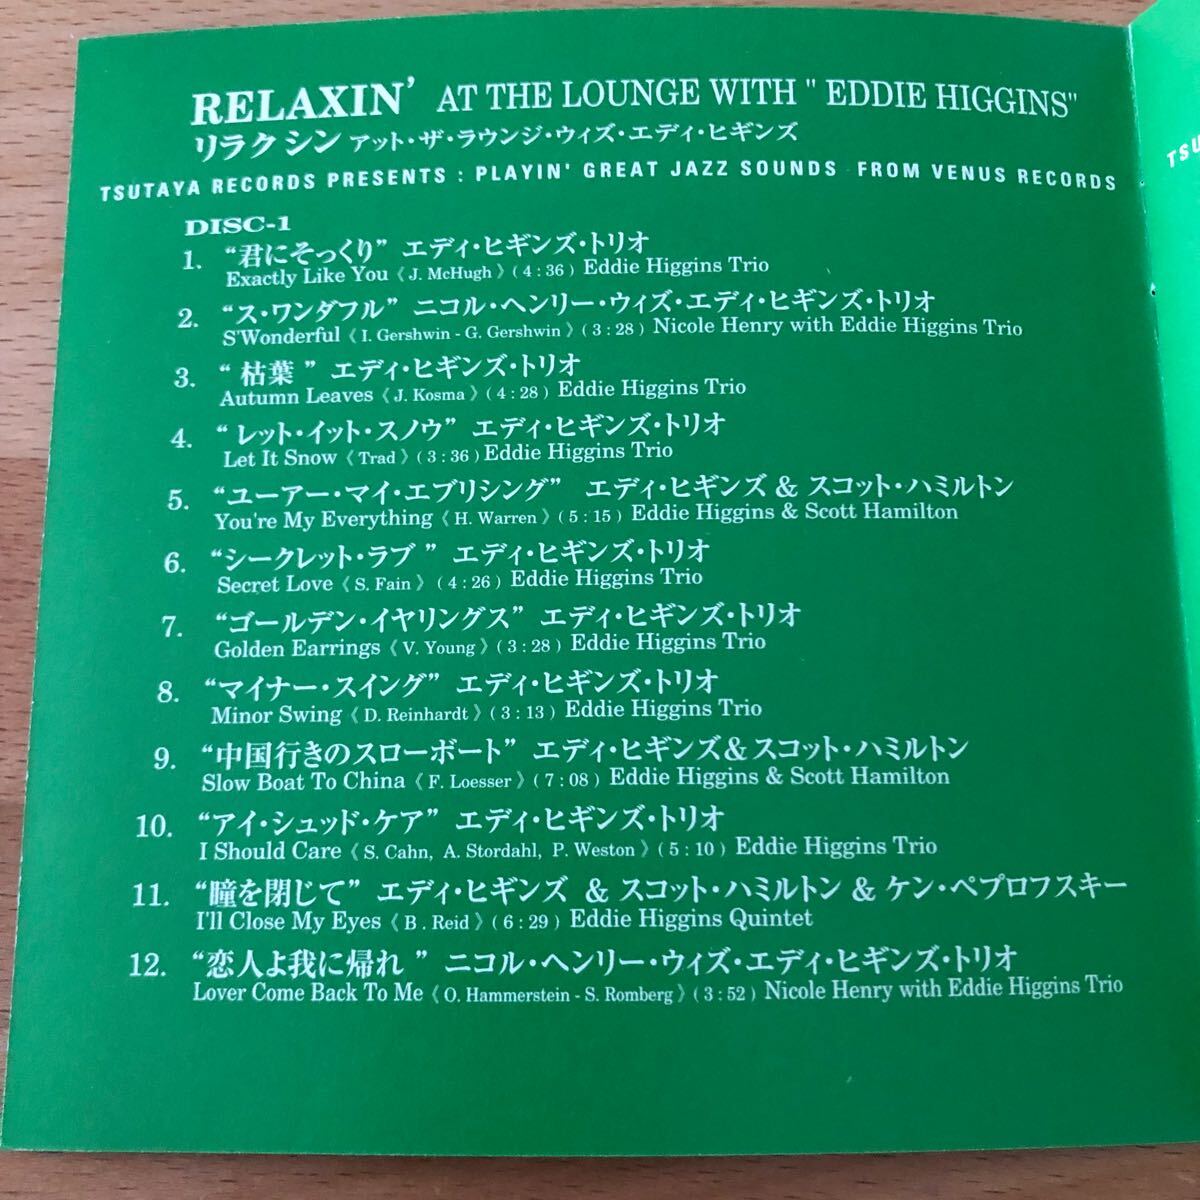 RELAXIN' AT THE LOUNGE WITH " EDDIE HIGGINS"
リラクシン アット・ザ・ラウンジ・ウィズ・エディ・ヒギンズ
TSUTAYA RECORDS PRESENTS : PLAYIN' GREAT JAZZ SOUNDS FROM VENUS RECORDS
DISC-1
1. “君にそっくり” エディ・ヒギンズ・トリオ
Exactly Like You《 J. McHugh 》( 4 : 36 ) Eddie Higgins Trio
2. “ス・ワンダフル” ニコル・ヘンリー・ウィズ・エディ・ヒギンズ・トリオ
S'Wonderful《 I. Gershwin - G. Gershwin 》( 3 : 28 ) Nicole Henry with Eddie Higgins Trio
3. “ 枯葉 ” エディ・ヒギンズ・トリオ
Autumn Leaves《 J. Kosma 》( 4 : 28 ) Eddie Higgins Trio
4. “ レット・イット・スノウ” エディ・ヒギンズ・トリオ
Let It Snow《 Trad 》( 3 : 36 ) Eddie Higgins Trio
5. “ユーアー・マイ・エブリシング” エディ・ヒギンズ & スコット・ハミルトン
You're My Everything《 H. Warren 》( 5 : 15 ) Eddie Higgins & Scott Hamilton
6. “シークレット・ラブ ” エディ・ヒギンズ・トリオ
Secret Love《 S. Fain 》( 4 : 26 ) Eddie Higgins Trio
7. “ゴールデン・イヤリングス” エディ・ヒギンズ・トリオ
Golden Earrings《 V. Young 》( 3 : 28 ) Eddie Higgins Trio
8. “マイナー・スイング” エディ・ヒギンズ・トリオ
Minor Swing《 D. Reinhardt 》( 3 : 13 ) Eddie Higgins Trio
9. “中国行きのスローボート” エディ・ヒギンズ& スコット・ハミルトン
Slow Boat To China《 F. Loesser 》( 7 : 08 ) Eddie Higgins & Scott Hamilton
10. “アイ・シュッド・ケア” エディ・ヒギンズ・トリオ
I Should Care《 S. Cahn, A. Stordahl, P. Weston 》( 5 : 10 ) Eddie Higgins Trio
11. “瞳を閉じて” エディ・ヒギンズ & スコット・ハミルトン & ケン・ペプロフスキー
I'll Close My Eyes《 B . Reid 》( 6 : 29 ) Eddie Higgins Quintet
12. “恋人よ我に帰れ ” ニコル・ヘンリー・ウィズ・エディ・ヒギンズ・トリオ
Lover Come Back To Me《 O. Hammerstein - S. Romberg 》( 3 : 52 ) Nicole Henry with Eddie Higgins Trio